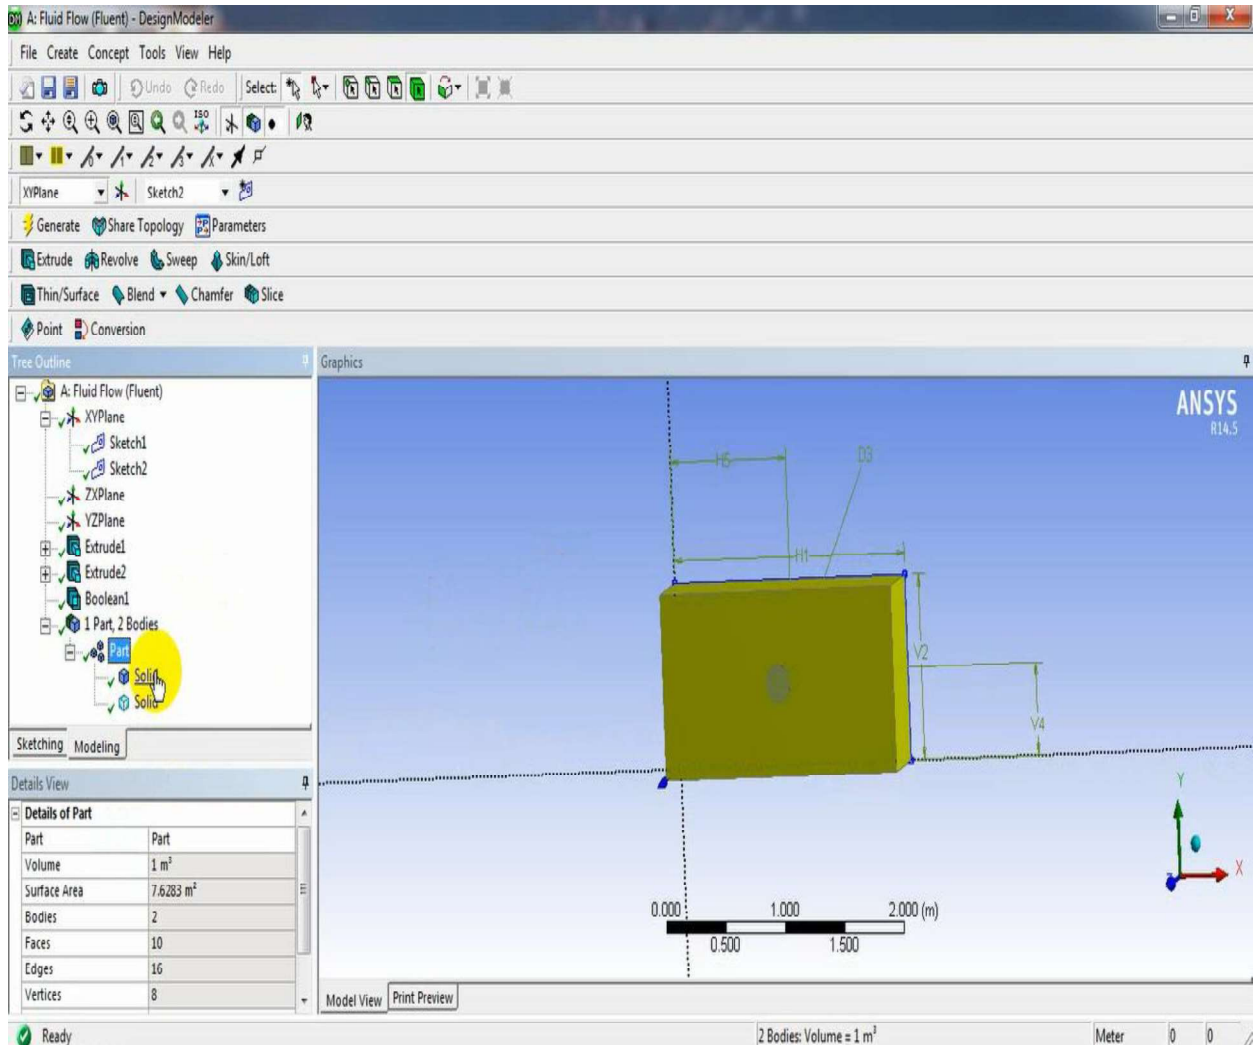 A: Fluid Flow (Fluent) - DesignModeler
File Create Concept Tools View Help
Undo Redo Select:
ISO
XYPlane Sketch2
Generate Share Topology Parameters
Extrude Revolve Sweep Skin/Loft
Thin/Surface Blend Chamfer Slice
Point Conversion
Tree Outline
A: Fluid Flow (Fluent)
XYPlane
Sketch1
Sketch2
ZXPlane
YZPlane
Extrude1
Extrude2
Boolean1
1 Part, 2 Bodies
Part
Solid
Solid
Sketching Modeling
Details View
Details of Part
Part Part
Volume 1 m³
Surface Area 7.6283 m²
Bodies 2
Faces 10
Edges 16
Vertices 8
Graphics
ANSYS
R14.5
H5 D3
H1
V2
V4
Y
X
0.000 1.000 2.000 (m)
0.500 1.500
Model View Print Preview
Ready 2 Bodies: Volume = 1 m³ Meter 0 0